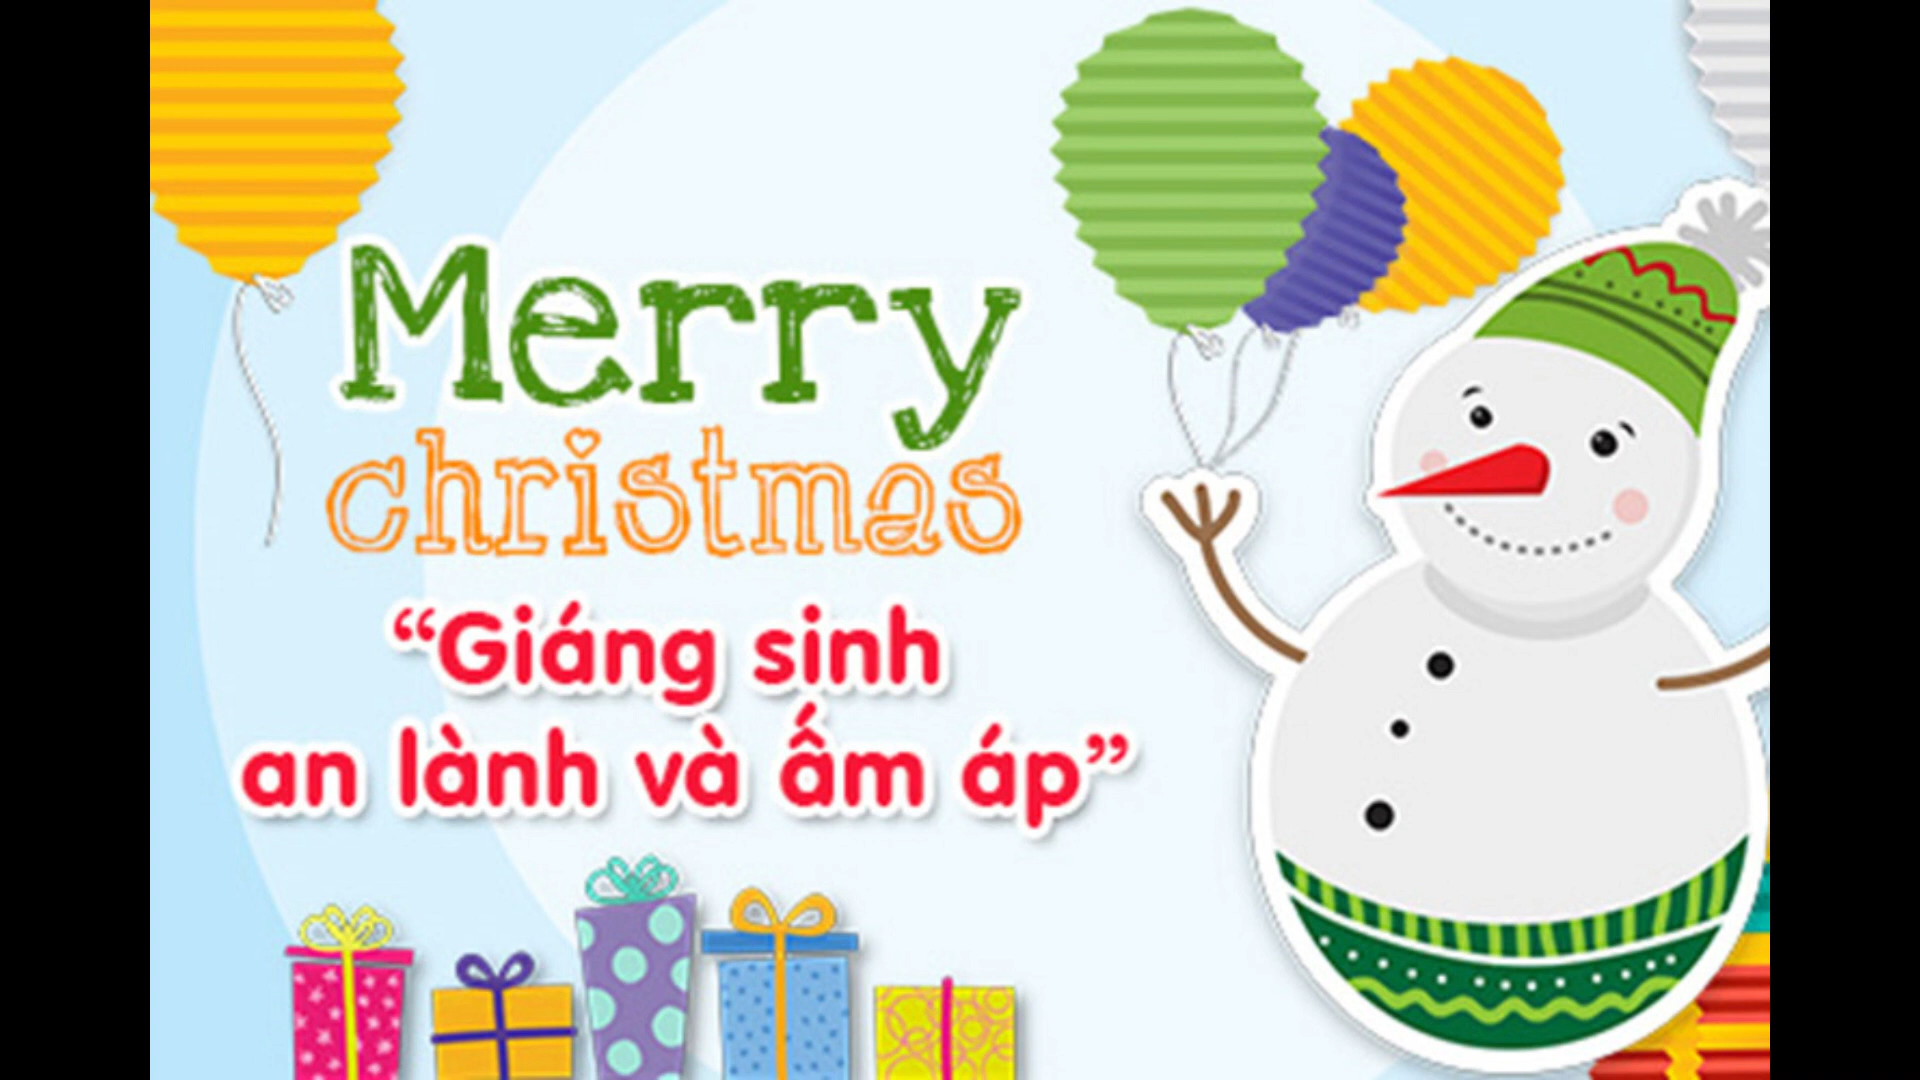 Merry
christmas
“Giáng sinh
an lành và ấm áp”